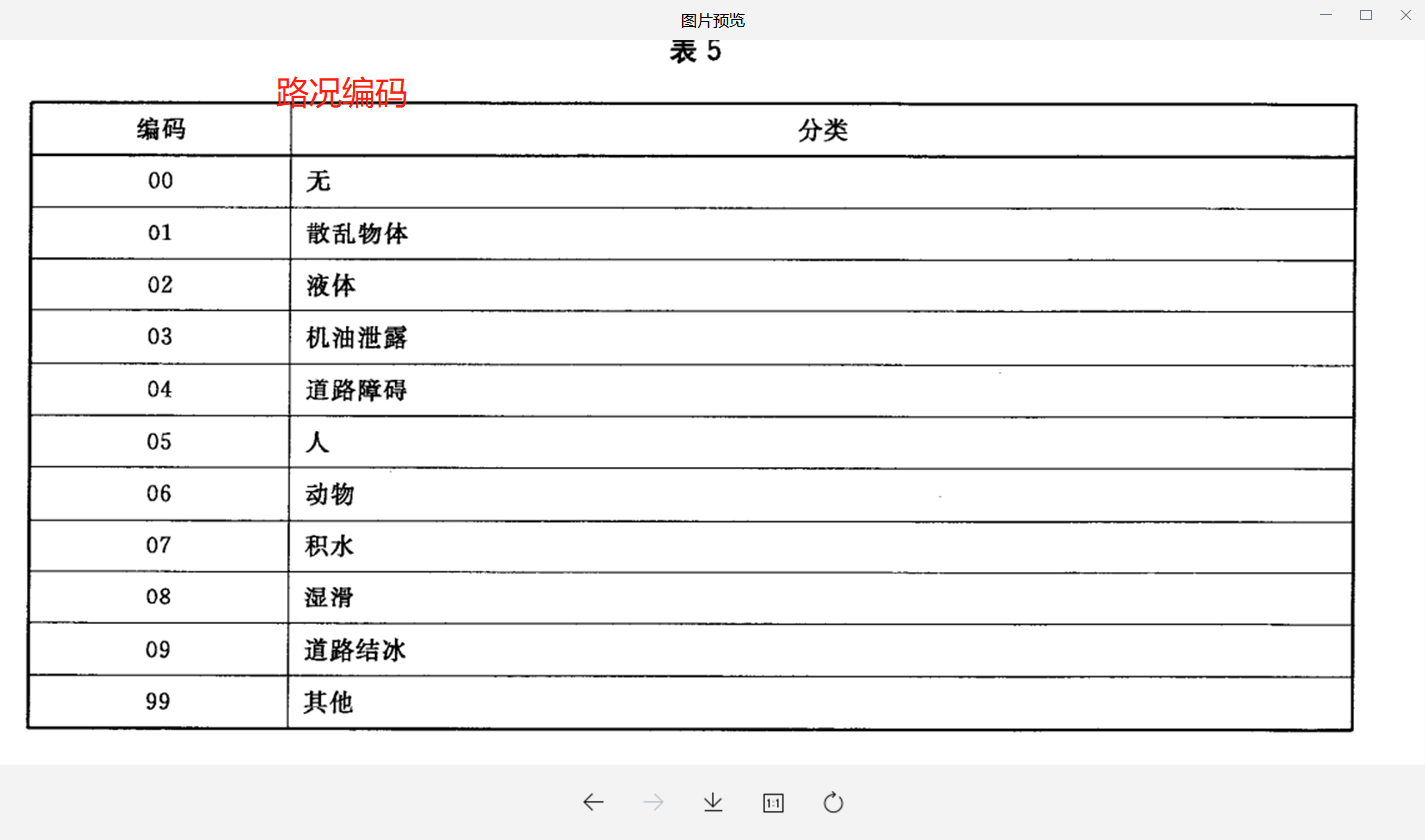 图片预览
表 5
路况编码
编码 分类
00 无
01 散乱物体
02 液体
03 机油泄露
04 道路障碍
05 人
06 动物
07 积水
08 湿滑
09 道路结冰
99 其他
1:1